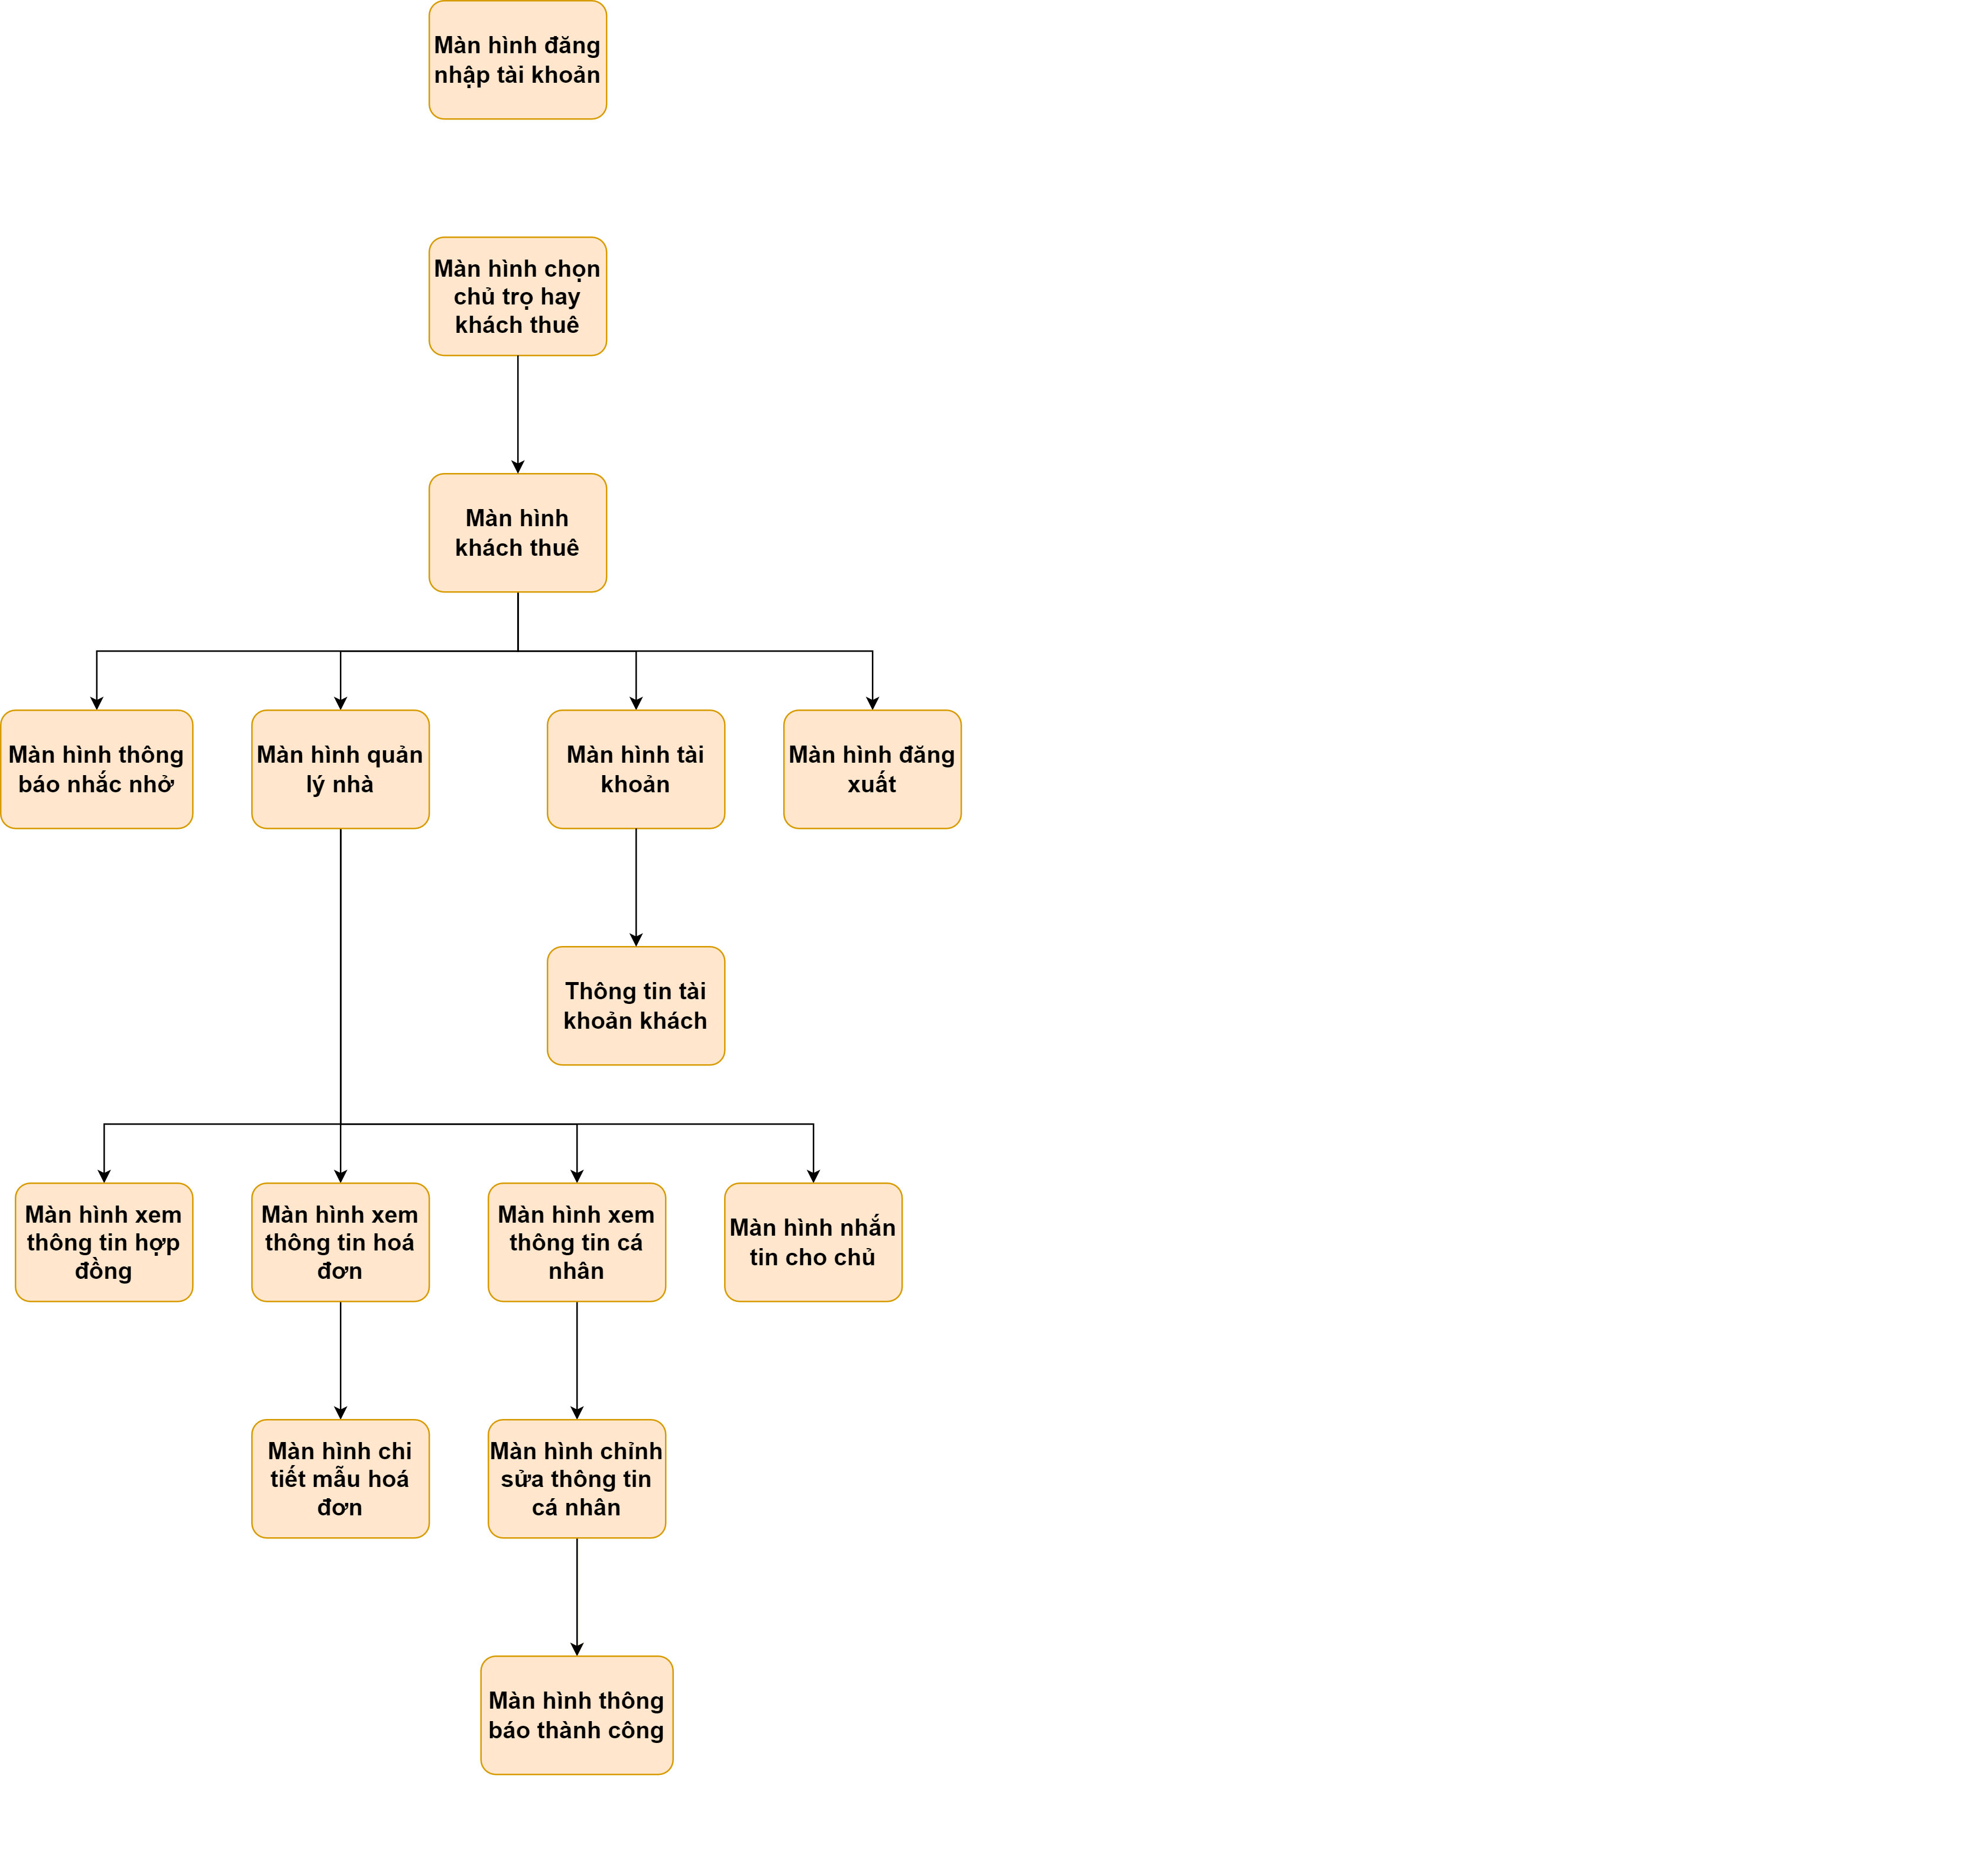 Màn hình đăng
nhập tài khoản
Màn hình chọn
chủ trọ hay
khách thuê
Màn hình
khách thuê
Màn hình thông
báo nhắc nhở
Màn hình quản
lý nhà
Màn hình tài
khoản
Màn hình đăng
xuất
Thông tin tài
khoản khách
Màn hình xem
thông tin hợp
đồng
Màn hình xem
thông tin hoá
đơn
Màn hình xem
thông tin cá
nhân
Màn hình nhắn
tin cho chủ
Màn hình chi
tiết mẫu hoá
đơn
Màn hình chỉnh
sửa thông tin
cá nhân
Màn hình thông
báo thành công